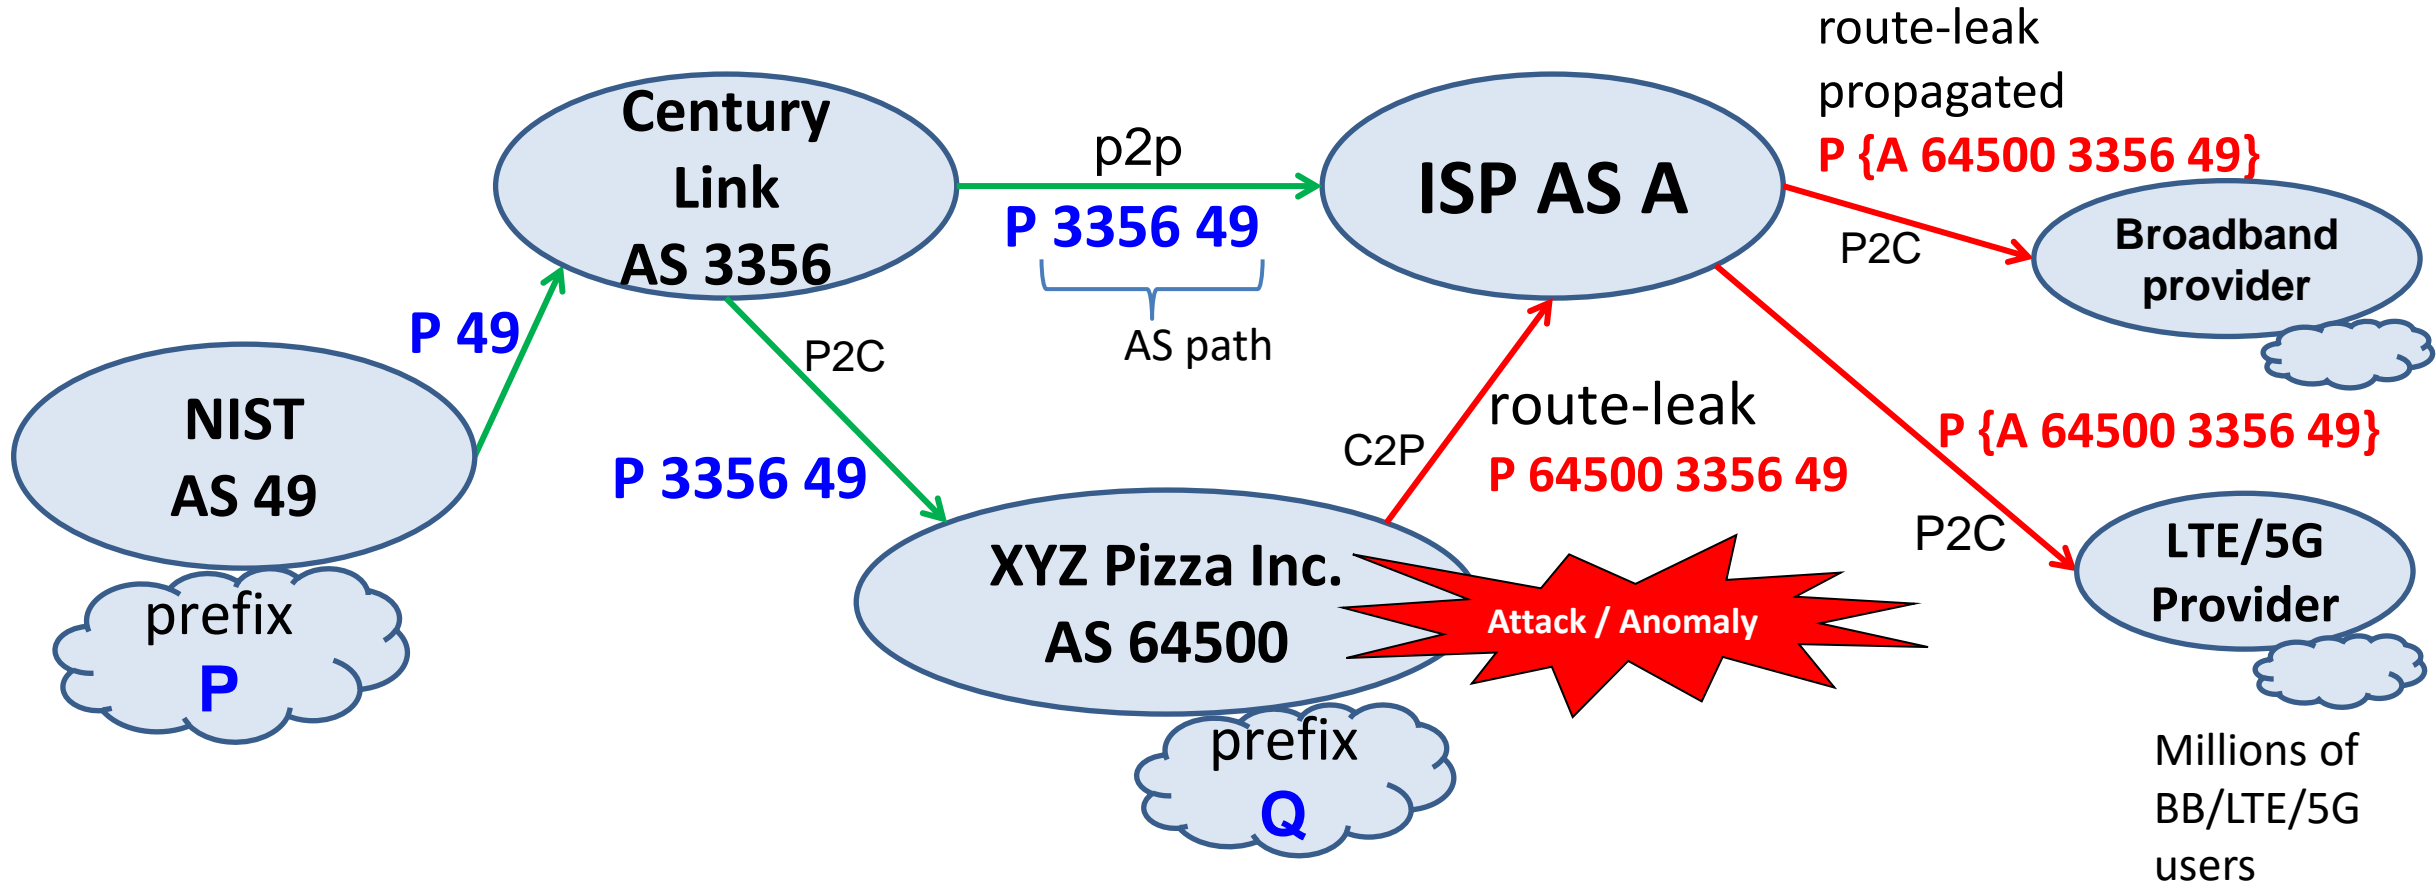 route-leak
propagated
P {A 64500 3356 49}
Century
Link
AS 3356
p2p
P 3356 49
AS path
ISP AS A
P2C
Broadband
provider
P 49
P2C
NIST
AS 49
prefix
P
P 3356 49
C2P
route-leak
P 64500 3356 49
P {A 64500 3356 49}
P2C
XYZ Pizza Inc.
AS 64500
Attack / Anomaly
LTE/5G
Provider
prefix
Q
Millions of
BB/LTE/5G
users